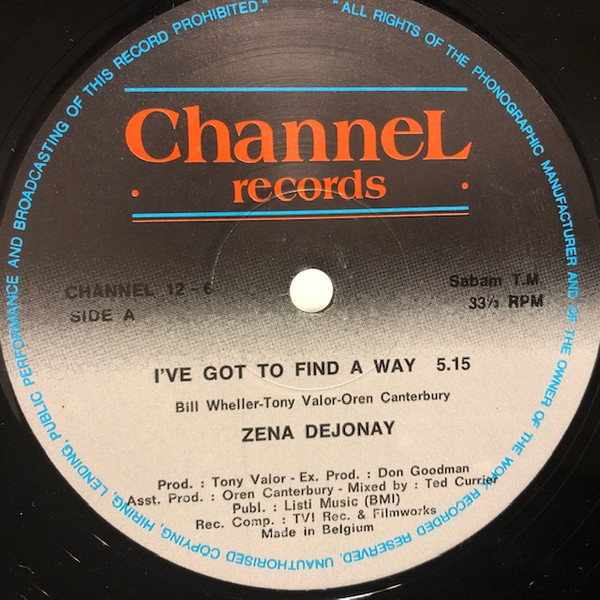 "ALL RIGHTS OF THE PHONOGRAPHIC MANUFACTURER AND OF THE OWNER OF THE WORK RECORDED RESERVED. UNAUTHORISED COPYING, HIRING, LENDING, PUBLIC PERFORMANCE AND BROADCASTING OF THIS RECORD PROHIBITED."
ChanneL
records
CHANNEL 12-6
Sabam T.M
SIDE A
33⅓ RPM
I'VE GOT TO FIND A WAY 5.15
Bill Wheller-Tony Valor-Oren Canterbury
ZENA DEJONAY
Prod. : Tony Valor - Ex. Prod. : Don Goodman
Asst. Prod. : Oren Canterbury - Mixed by : Ted Currier
Publ. : Listi Music (BMI)
Rec. Comp. : TVI Rec. & Filmworks
Made in Belgium